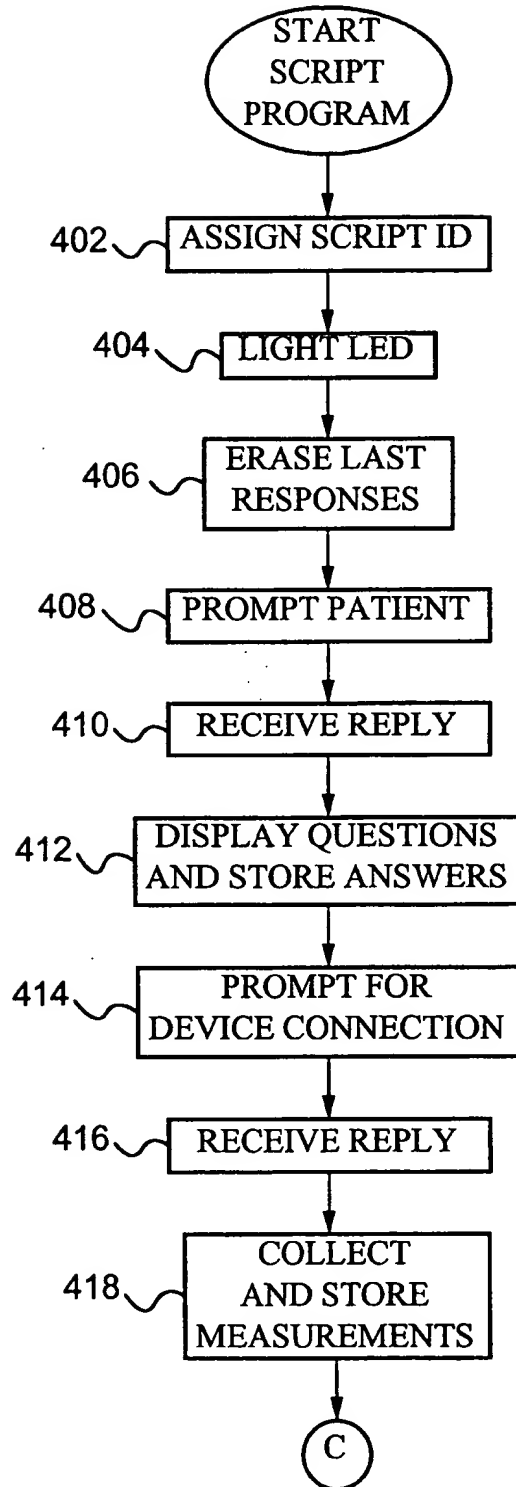 START
SCRIPT
PROGRAM
402
ASSIGN SCRIPT ID
404
LIGHT LED
406
ERASE LAST
RESPONSES
408
PROMPT PATIENT
410
RECEIVE REPLY
412
DISPLAY QUESTIONS
AND STORE ANSWERS
414
PROMPT FOR
DEVICE CONNECTION
416
RECEIVE REPLY
418
COLLECT
AND STORE
MEASUREMENTS
C